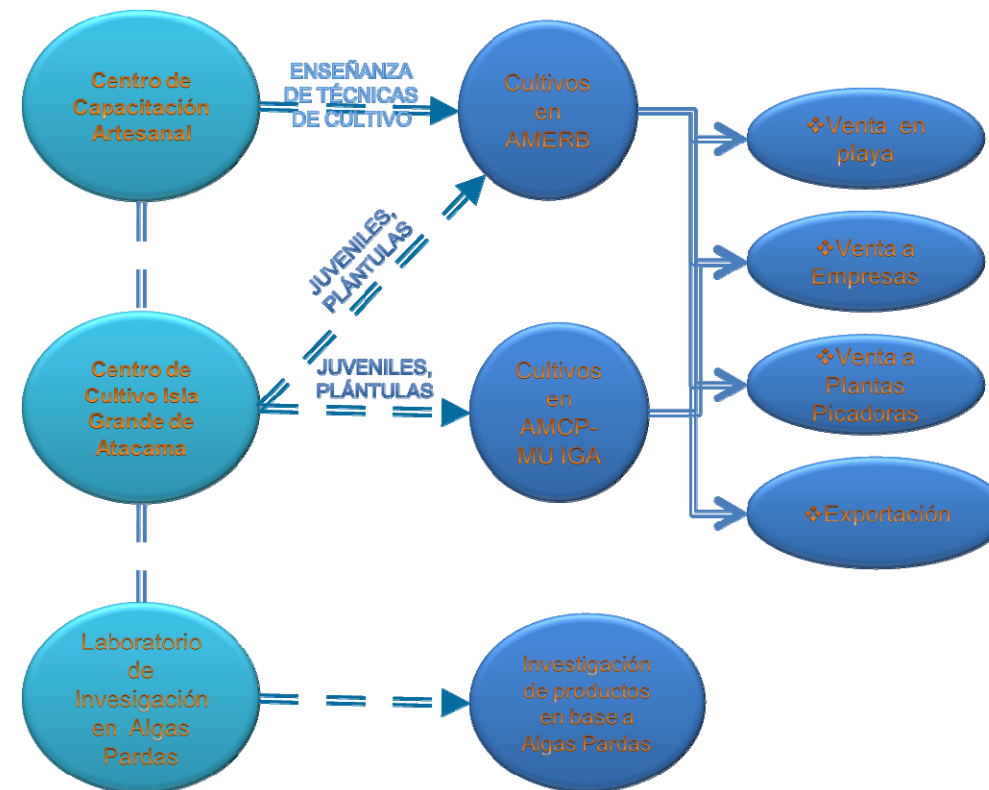 Centro de
Capacitación
Artesanal
ENSEÑANZA
DE TÉCNICAS
DE CULTIVO
Cultivos
en
AMERB
❖Venta en
playa
❖Venta a
Empresas
JUVENILES,
PLÁNTULAS
Centro de
Cultivo Isla
Grande de
Atacama
JUVENILES,
PLÁNTULAS
Cultivos
en
AMCP-
MU IGA
❖Venta a
Plantas
Picadoras
❖Exportación
Laboratorio
de
Invesigación
en Algas
Pardas
Investigación
de productos
en base a
Algas Pardas